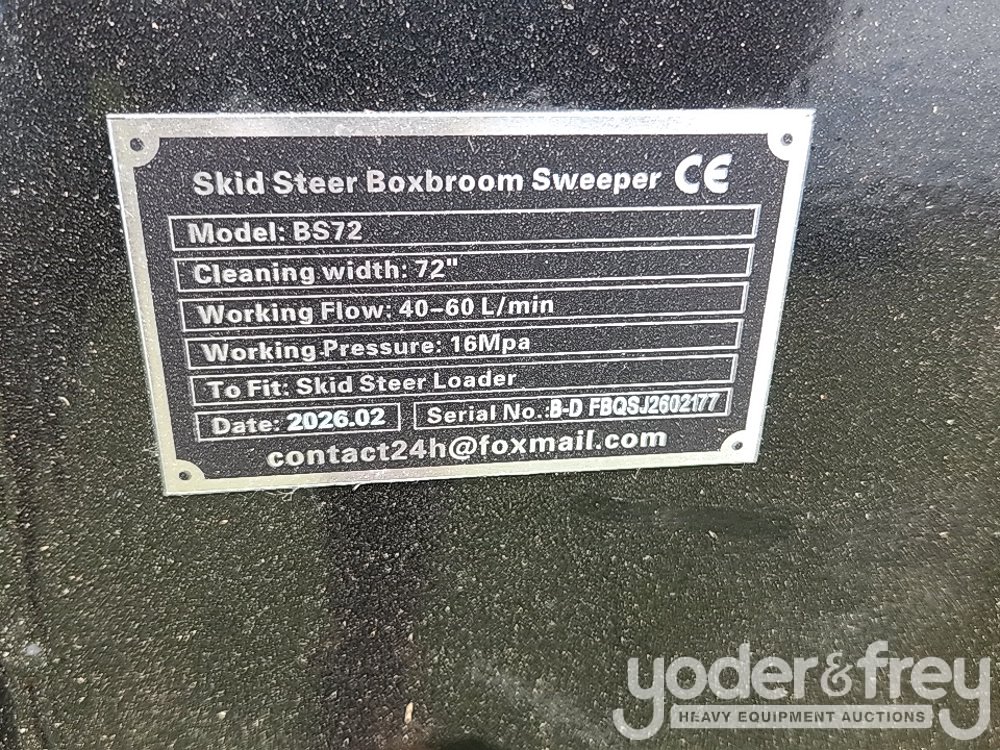 Skid Steer Boxbroom Sweeper CE
Model: BS72
Cleaning width: 72"
Working Flow: 40-60 L/min
Working Pressure: 16Mpa
To Fit: Skid Steer Loader
Date: 2026.02 Serial No.:B-D FBQSJ2602177
contact24h@foxmail.com
yoder&frey
HEAVY EQUIPMENT AUCTIONS